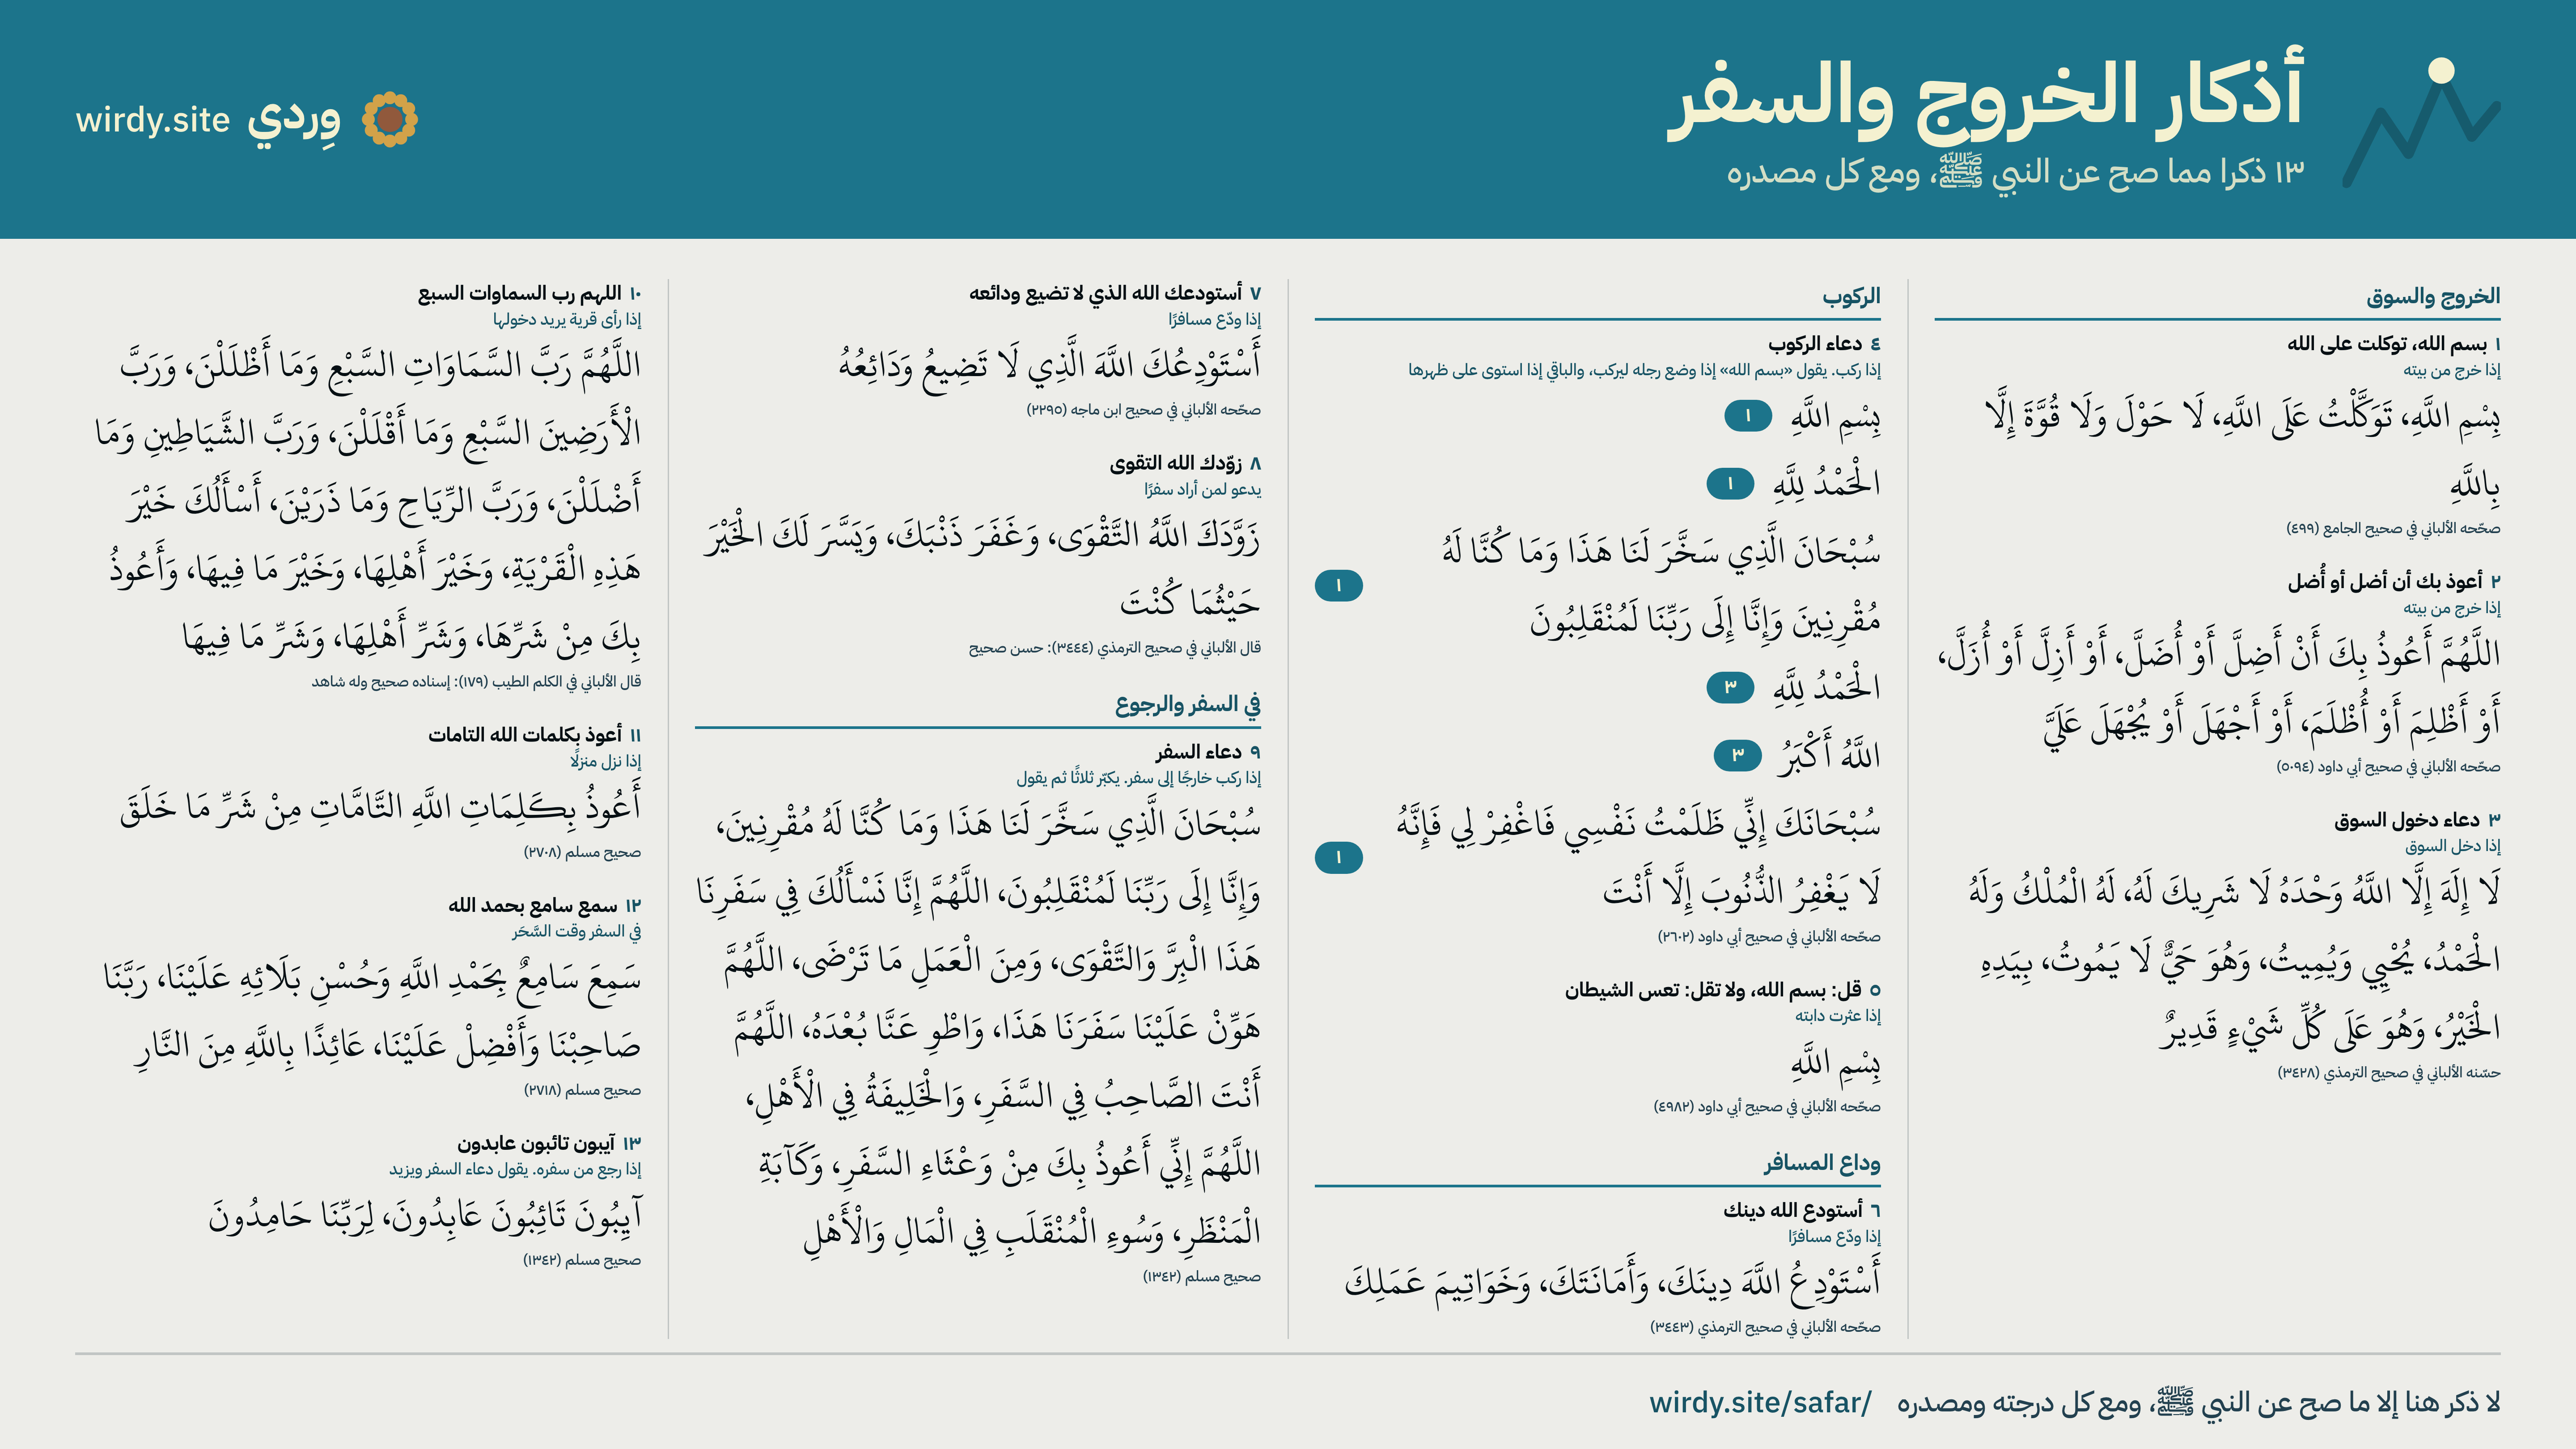 أذكار الخروج والسفر
١٣ ذكرا مما صح عن النبي ﷺ، ومع كل مصدره
وِردي wirdy.site
الخروج والسوق
١ بسم الله، توكلت على الله
إذا خرج من بيته
بِسْمِ اللَّهِ، تَوَكَّلْتُ عَلَى اللَّهِ، لَا حَوْلَ وَلَا قُوَّةَ إِلَّا
بِاللَّهِ
صحّحه الألباني في صحيح الجامع (٤٩٩)
٢ أعوذ بك أن أضل أو أُضل
إذا خرج من بيته
اللَّهُمَّ أَعُوذُ بِكَ أَنْ أَضِلَّ أَوْ أُضَلَّ، أَوْ أَزِلَّ أَوْ أُزَلَّ،
أَوْ أَظْلِمَ أَوْ أُظْلَمَ، أَوْ أَجْهَلَ أَوْ يُجْهَلَ عَلَيَّ
صحّحه الألباني في صحيح أبي داود (٥٠٩٤)
٣ دعاء دخول السوق
إذا دخل السوق
لَا إِلَهَ إِلَّا اللَّهُ وَحْدَهُ لَا شَرِيكَ لَهُ، لَهُ الْمُلْكُ وَلَهُ
الْحَمْدُ، يُحْيِي وَيُمِيتُ، وَهُوَ حَيٌّ لَا يَمُوتُ، بِيَدِهِ
الْخَيْرُ، وَهُوَ عَلَى كُلِّ شَيْءٍ قَدِيرٌ
حسّنه الألباني في صحيح الترمذي (٣٤٢٨)
الركوب
٤ دعاء الركوب
إذا ركب. يقول «بسم الله» إذا وضع رجله ليركب، والباقي إذا استوى على ظهرها
بِسْمِ اللَّهِ ١
الْحَمْدُ لِلَّهِ ١
سُبْحَانَ الَّذِي سَخَّرَ لَنَا هَذَا وَمَا كُنَّا لَهُ
مُقْرِنِينَ وَإِنَّا إِلَى رَبِّنَا لَمُنْقَلِبُونَ ١
الْحَمْدُ لِلَّهِ ٣
اللَّهُ أَكْبَرُ ٣
سُبْحَانَكَ إِنِّي ظَلَمْتُ نَفْسِي فَاغْفِرْ لِي فَإِنَّهُ
لَا يَغْفِرُ الذُّنُوبَ إِلَّا أَنْتَ ١
صحّحه الألباني في صحيح أبي داود (٢٦٠٢)
٥ قل: بسم الله، ولا تقل: تعس الشيطان
إذا عثرت دابته
بِسْمِ اللَّهِ
صحّحه الألباني في صحيح أبي داود (٤٩٨٢)
وداع المسافر
٦ أستودع الله دينك
إذا ودّع مسافرًا
أَسْتَوْدِعُ اللَّهَ دِينَكَ، وَأَمَانَتَكَ، وَخَوَاتِيمَ عَمَلِكَ
صحّحه الألباني في صحيح الترمذي (٣٤٤٣)
٧ أستودعك الله الذي لا تضيع ودائعه
إذا ودّع مسافرًا
أَسْتَوْدِعُكَ اللَّهَ الَّذِي لَا تَضِيعُ وَدَائِعُهُ
صحّحه الألباني في صحيح ابن ماجه (٢٢٩٥)
٨ زوّدك الله التقوى
يدعو لمن أراد سفرًا
زَوَّدَكَ اللَّهُ التَّقْوَى، وَغَفَرَ ذَنْبَكَ، وَيَسَّرَ لَكَ الْخَيْرَ
حَيْثُمَا كُنْتَ
قال الألباني في صحيح الترمذي (٣٤٤٤): حسن صحيح
في السفر والرجوع
٩ دعاء السفر
إذا ركب خارجًا إلى سفر. يكبّر ثلاثًا ثم يقول
سُبْحَانَ الَّذِي سَخَّرَ لَنَا هَذَا وَمَا كُنَّا لَهُ مُقْرِنِينَ،
وَإِنَّا إِلَى رَبِّنَا لَمُنْقَلِبُونَ، اللَّهُمَّ إِنَّا نَسْأَلُكَ فِي سَفَرِنَا
هَذَا الْبِرَّ وَالتَّقْوَى، وَمِنَ الْعَمَلِ مَا تَرْضَى، اللَّهُمَّ
هَوِّنْ عَلَيْنَا سَفَرَنَا هَذَا، وَاطْوِ عَنَّا بُعْدَهُ، اللَّهُمَّ
أَنْتَ الصَّاحِبُ فِي السَّفَرِ، وَالْخَلِيفَةُ فِي الْأَهْلِ،
اللَّهُمَّ إِنِّي أَعُوذُ بِكَ مِنْ وَعْثَاءِ السَّفَرِ، وَكَآبَةِ
الْمَنْظَرِ، وَسُوءِ الْمُنْقَلَبِ فِي الْمَالِ وَالْأَهْلِ
صحيح مسلم (١٣٤٢)
١٠ اللهم رب السماوات السبع
إذا رأى قرية يريد دخولها
اللَّهُمَّ رَبَّ السَّمَاوَاتِ السَّبْعِ وَمَا أَظْلَلْنَ، وَرَبَّ
الْأَرَضِينَ السَّبْعِ وَمَا أَقْلَلْنَ، وَرَبَّ الشَّيَاطِينِ وَمَا
أَضْلَلْنَ، وَرَبَّ الرِّيَاحِ وَمَا ذَرَيْنَ، أَسْأَلُكَ خَيْرَ
هَذِهِ الْقَرْيَةِ، وَخَيْرَ أَهْلِهَا، وَخَيْرَ مَا فِيهَا، وَأَعُوذُ
بِكَ مِنْ شَرِّهَا، وَشَرِّ أَهْلِهَا، وَشَرِّ مَا فِيهَا
قال الألباني في الكلم الطيب (١٧٩): إسناده صحيح وله شاهد
١١ أعوذ بكلمات الله التامات
إذا نزل منزلًا
أَعُوذُ بِكَلِمَاتِ اللَّهِ التَّامَّاتِ مِنْ شَرِّ مَا خَلَقَ
صحيح مسلم (٢٧٠٨)
١٢ سمع سامع بحمد الله
في السفر وقت السَّحَر
سَمِعَ سَامِعٌ بِحَمْدِ اللَّهِ وَحُسْنِ بَلَائِهِ عَلَيْنَا، رَبَّنَا
صَاحِبْنَا وَأَفْضِلْ عَلَيْنَا، عَائِذًا بِاللَّهِ مِنَ النَّارِ
صحيح مسلم (٢٧١٨)
١٣ آيبون تائبون عابدون
إذا رجع من سفره. يقول دعاء السفر ويزيد
آيِبُونَ تَائِبُونَ عَابِدُونَ، لِرَبِّنَا حَامِدُونَ
صحيح مسلم (١٣٤٢)
لا ذكر هنا إلا ما صح عن النبي ﷺ، ومع كل درجته ومصدره wirdy.site/safar/